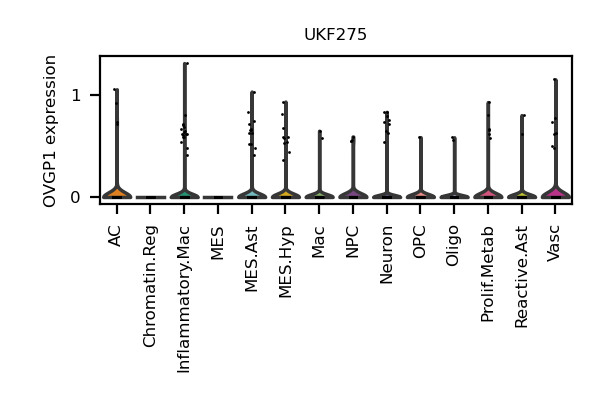 UKF275
OVGP1 expression
1
0
AC
Chromatin.Reg
Inflammatory.Mac
MES
MES.Ast
MES.Hyp
Mac
NPC
Neuron
OPC
Oligo
Prolif.Metab
Reactive.Ast
Vasc